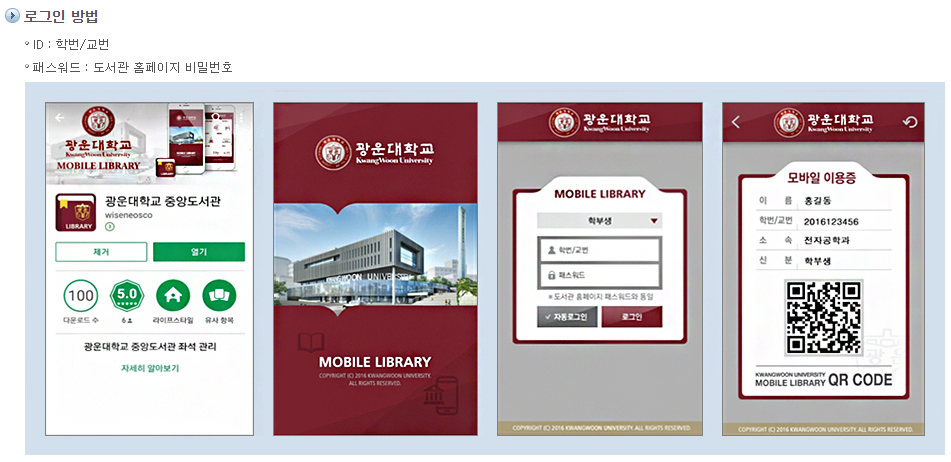 로그인 방법
ID : 학번/교번
패스워드 : 도서관 홈페이지 비밀번호
광운대학교
KwangWoon University
MOBILE LIBRARY
LIBRARY
광운대학교 중앙도서관
wiseneosco
제거
열기
100
5.0
다운로드 수
6
라이프스타일
유사 항목
광운대학교 중앙도서관 좌석 관리
자세히 알아보기
광운대학교
KwangWoon University
KWANGWOON UNIVERSITY
MOBILE LIBRARY
COPYRIGHT (C) 2016 KWANGWOON UNIVERSITY.
ALL RIGHTS RESERVED.
광운대학교
KwangWoon University
MOBILE LIBRARY
학부생
학번/교번
패스워드
※ 도서관 홈페이지 패스워드와 동일
자동로그인
로그인
COPYRIGHT (C) 2016 KWANGWOON UNIVERSITY. ALL RIGHTS RESERVED.
광운대학교
KwangWoon University
모바일 이용증
이 름 홍길동
학번/교번 2016123456
소 속 전자공학과
신 분 학부생
KWANGWOON UNIVERSITY
MOBILE LIBRARY QR CODE
COPYRIGHT (C) 2016 KWANGWOON UNIVERSITY. ALL RIGHTS RESERVED.